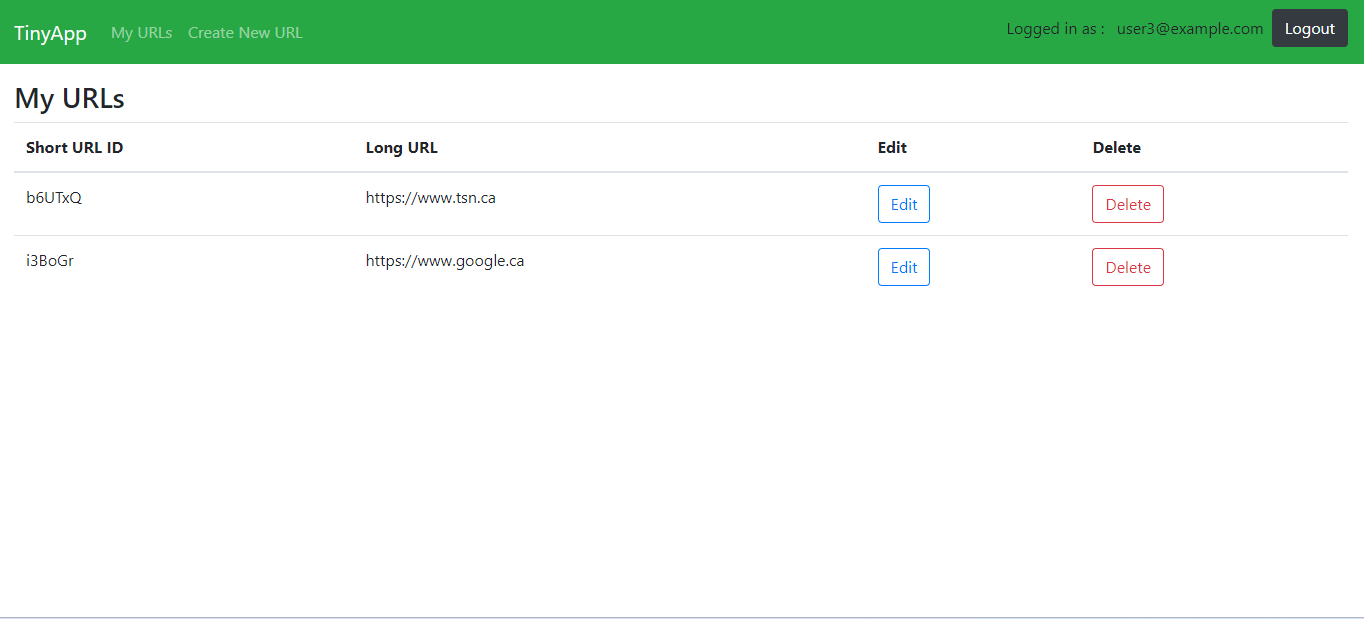 TinyApp My URLs Create New URL Logged in as : user3@example.com Logout
My URLs
Short URL ID Long URL Edit Delete
b6UTxQ https://www.tsn.ca Edit Delete
i3BoGr https://www.google.ca Edit Delete